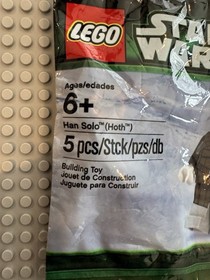 LEGO
STAR
WARS
Ages/edades
6+
Han Solo™(Hoth™)
5 pcs/Stck/pzs/db
Building Toy
Jouet de Construction
Juguete para Construir